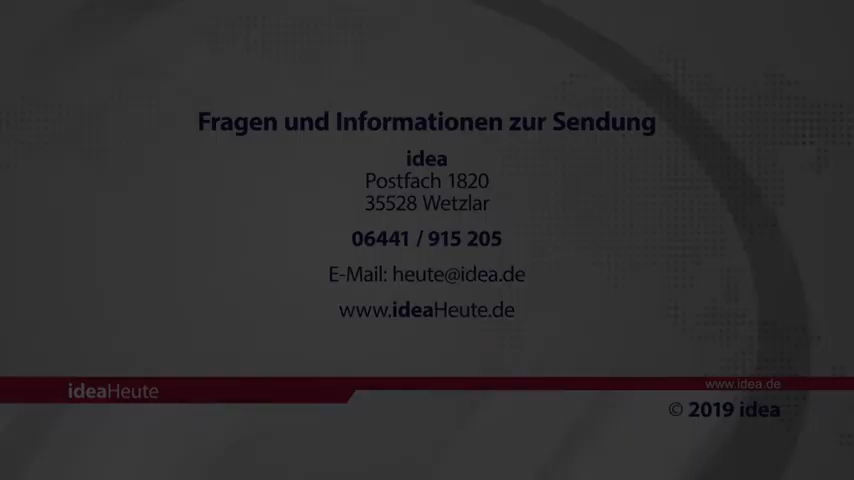 Fragen und Informationen zur Sendung
idea
Postfach 1820
35528 Wetzlar
06441 / 915 205
E-Mail: heute@idea.de
www.ideaHeute.de
www.idea.de
ideaHeute
© 2019 idea